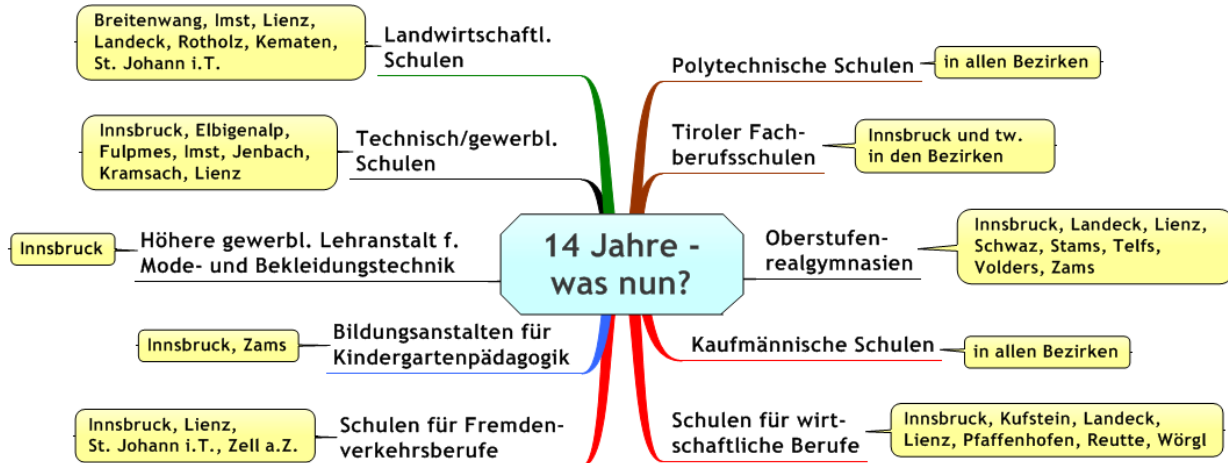 14 Jahre -
was nun?
Breitenwang, Imst, Lienz,
Landeck, Rotholz, Kematen,
St. Johann i.T.
Landwirtschaftl.
Schulen
Innsbruck, Elbigenalp,
Fulpmes, Imst, Jenbach,
Kramsach, Lienz
Technisch/gewerbl.
Schulen
Innsbruck
Höhere gewerbl. Lehranstalt f.
Mode- und Bekleidungstechnik
Innsbruck, Zams
Bildungsanstalten für
Kindergartenpädagogik
Innsbruck, Lienz,
St. Johann i.T., Zell a.Z.
Schulen für Fremden-
verkehrsberufe
Polytechnische Schulen
in allen Bezirken
Tiroler Fach-
berufsschulen
Innsbruck und tw.
in den Bezirken
Oberstufen-
realgymnasien
Innsbruck, Landeck, Lienz,
Schwaz, Stams, Telfs,
Volders, Zams
Kaufmännische Schulen
in allen Bezirken
Schulen für wirt-
schaftliche Berufe
Innsbruck, Kufstein, Landeck,
Lienz, Pfaffenhofen, Reutte, Wörgl